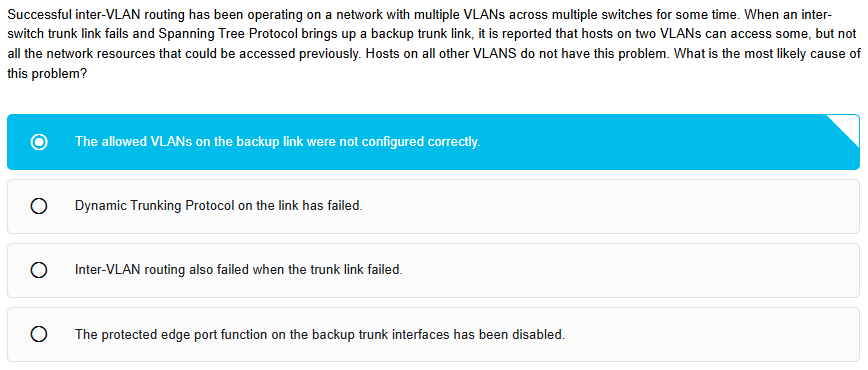 Successful inter-VLAN routing has been operating on a network with multiple VLANs across multiple switches for some time. When an inter-
switch trunk link fails and Spanning Tree Protocol brings up a backup trunk link, it is reported that hosts on two VLANs can access some, but not
all the network resources that could be accessed previously. Hosts on all other VLANS do not have this problem. What is the most likely cause of
this problem?
The allowed VLANs on the backup link were not configured correctly.
Dynamic Trunking Protocol on the link has failed.
Inter-VLAN routing also failed when the trunk link failed.
The protected edge port function on the backup trunk interfaces has been disabled.